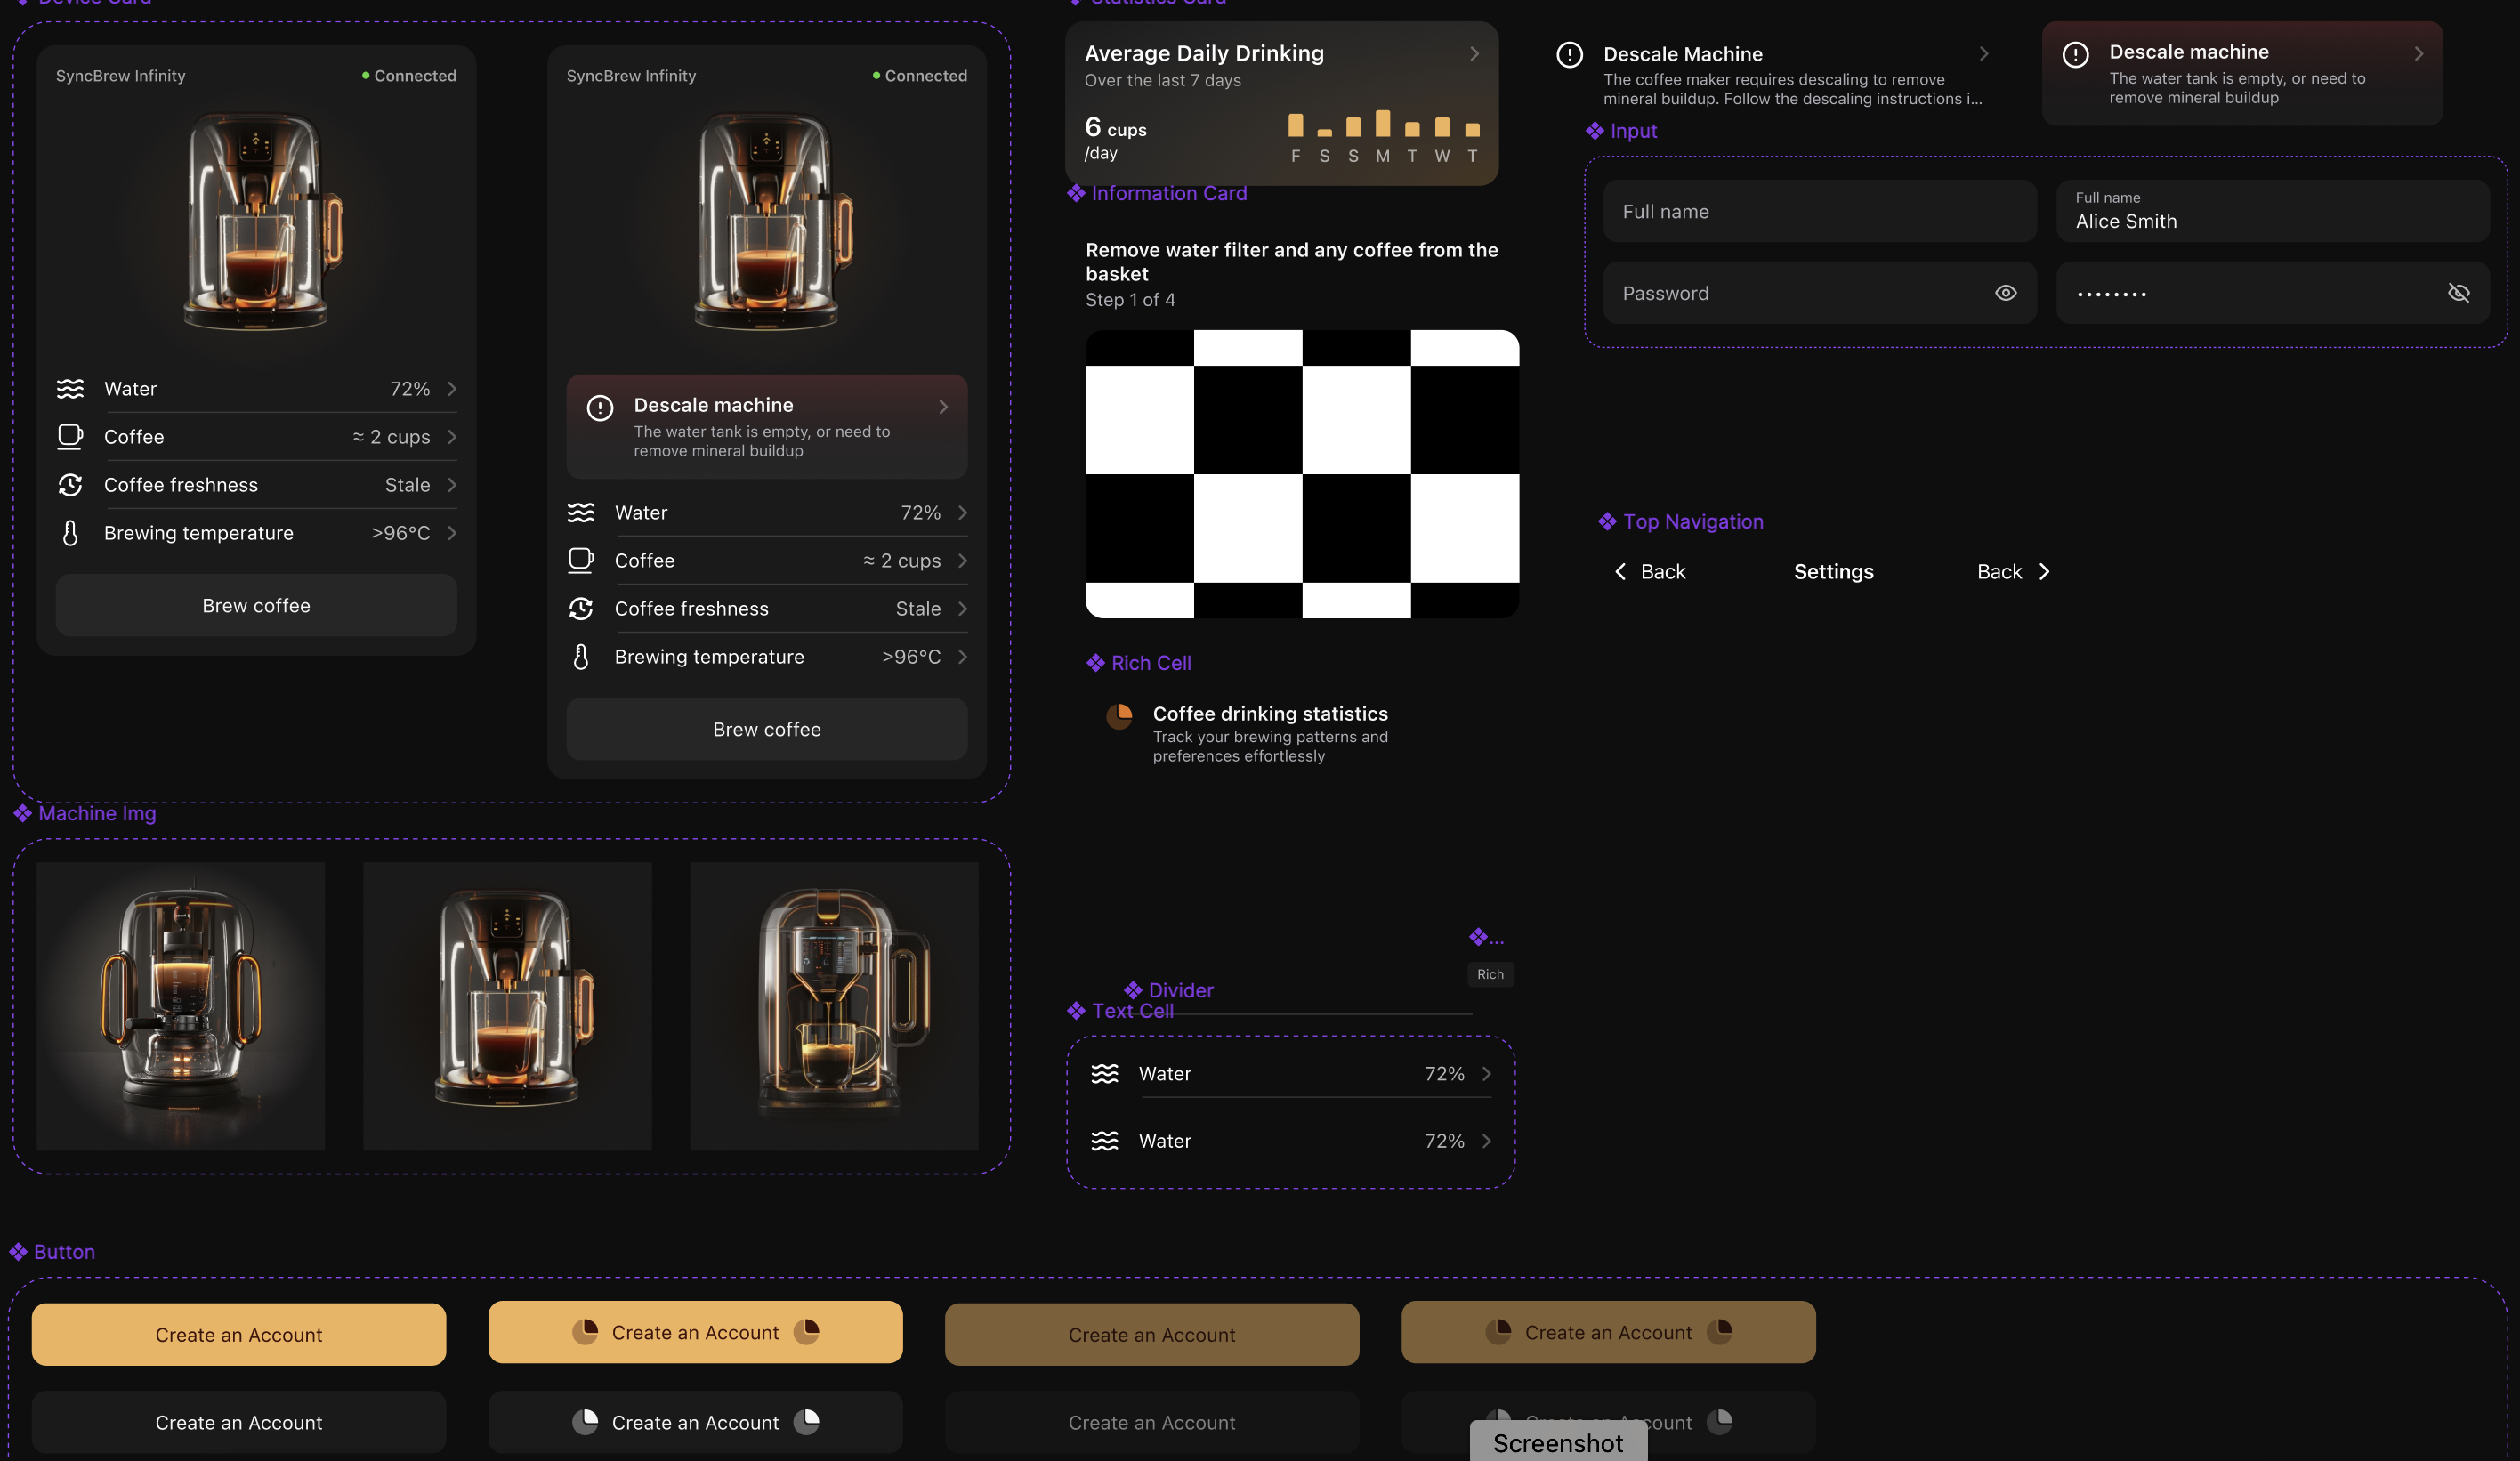 Device Card
SyncBrew Infinity
Connected
Water
72%
Coffee
≈ 2 cups
Coffee freshness
Stale
Brewing temperature
>96°C
Brew coffee
SyncBrew Infinity
Connected
Descale machine
The water tank is empty, or need to
remove mineral buildup
Water
72%
Coffee
≈ 2 cups
Coffee freshness
Stale
Brewing temperature
>96°C
Brew coffee
Statistics Card
Average Daily Drinking
Over the last 7 days
6 cups
/day
F S S M T W T
Descale Machine
The coffee maker requires descaling to remove
mineral buildup. Follow the descaling instructions i...
Descale machine
The water tank is empty, or need to
remove mineral buildup
Input
Full name
Full name
Alice Smith
Password
••••••••
Information Card
Remove water filter and any coffee from the
basket
Step 1 of 4
Top Navigation
Back
Settings
Back
Rich Cell
Coffee drinking statistics
Track your brewing patterns and
preferences effortlessly
Machine Img
...
Rich
Divider
Text Cell
Water
72%
Water
72%
Button
Create an Account
Create an Account
Create an Account
Create an Account
Create an Account
Create an Account
Create an Account
Create an Account
Screenshot